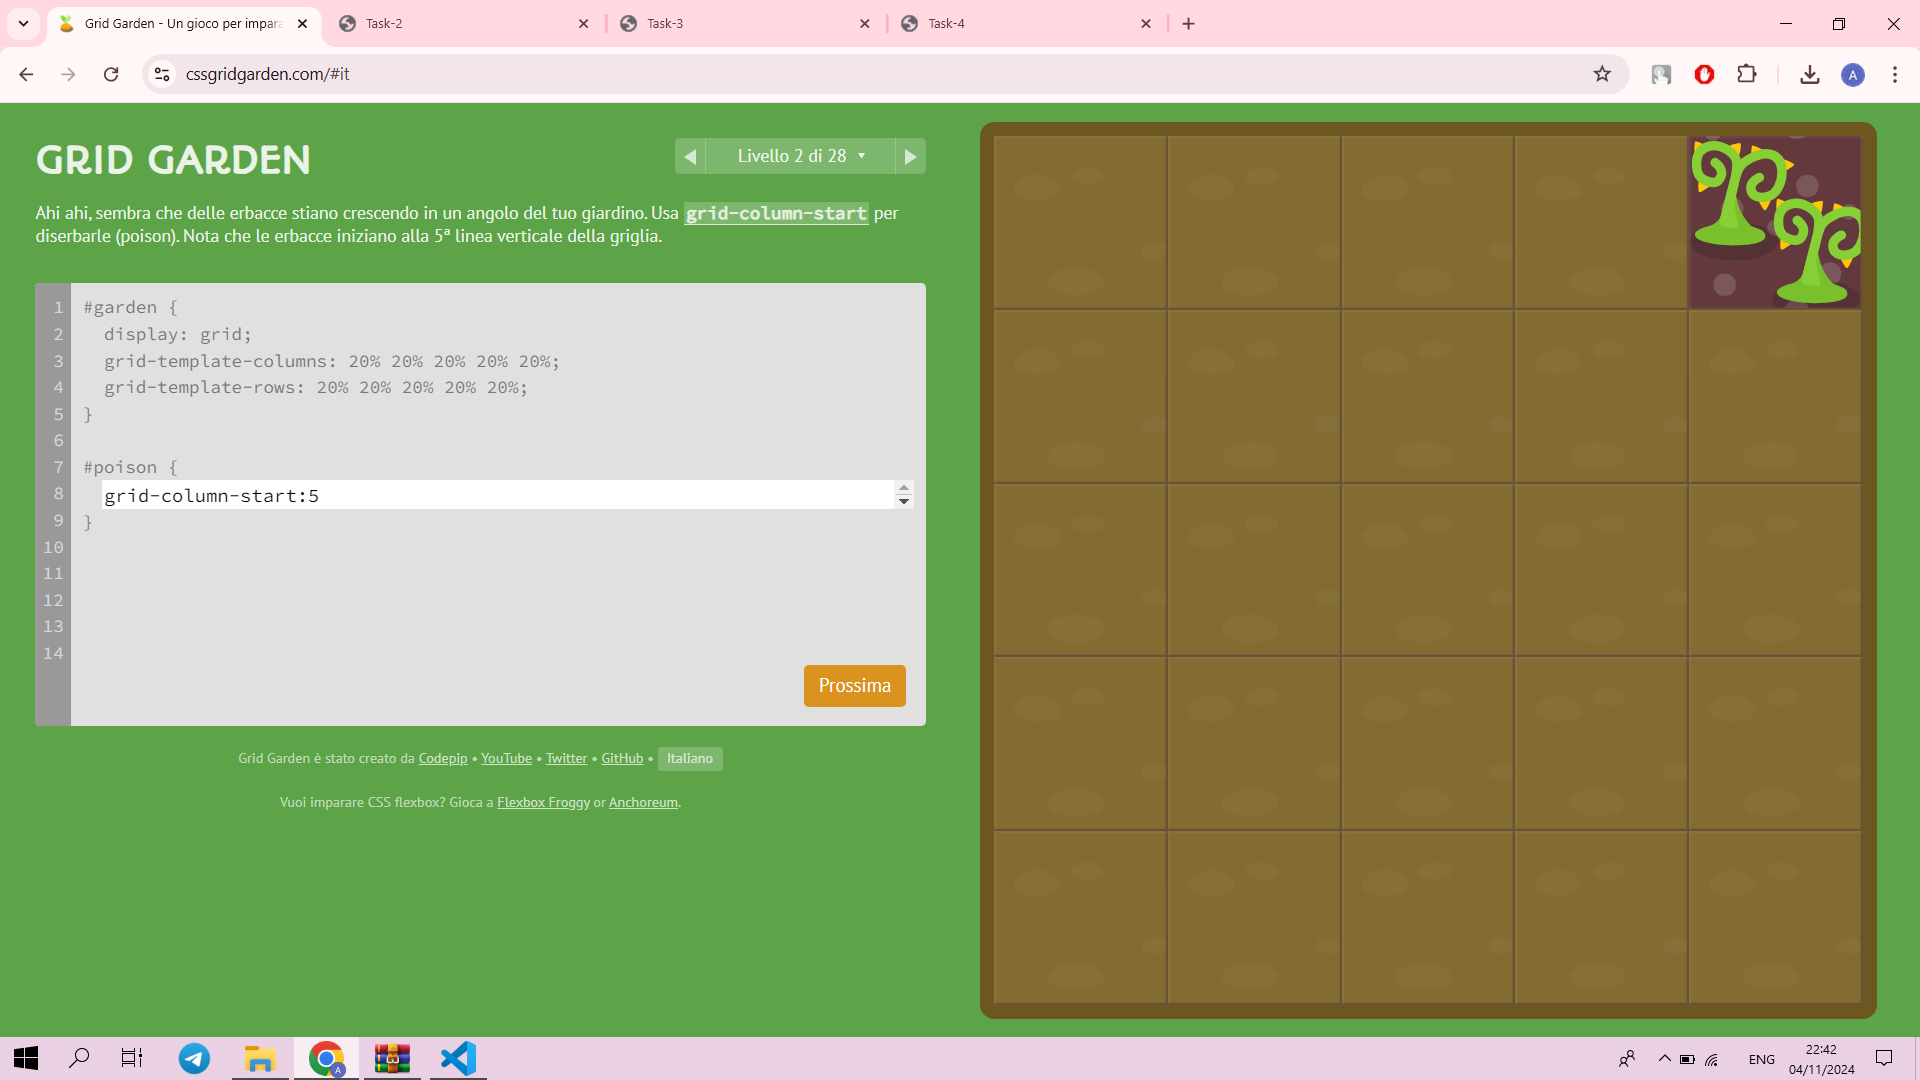 Grid Garden - Un gioco per impara
Task-2
Task-3
Task-4
cssgridgarden.com/#it
A
GRID GARDEN
Livello 2 di 28
Ahi ahi, sembra che delle erbacce stiano crescendo in un angolo del tuo giardino. Usa grid-column-start per
diserbarle (poison). Nota che le erbacce iniziano alla 5ª linea verticale della griglia.
1 #garden {
2 display: grid;
3 grid-template-columns: 20% 20% 20% 20% 20%;
4 grid-template-rows: 20% 20% 20% 20% 20%;
5 }
6
7 #poison {
8 grid-column-start:5
9 }
10
11
12
13
14
Prossima
Grid Garden è stato creato da Codepip • YouTube • Twitter • GitHub • Italiano
Vuoi imparare CSS flexbox? Gioca a Flexbox Froggy or Anchoreum.
A
ENG
22:42
04/11/2024